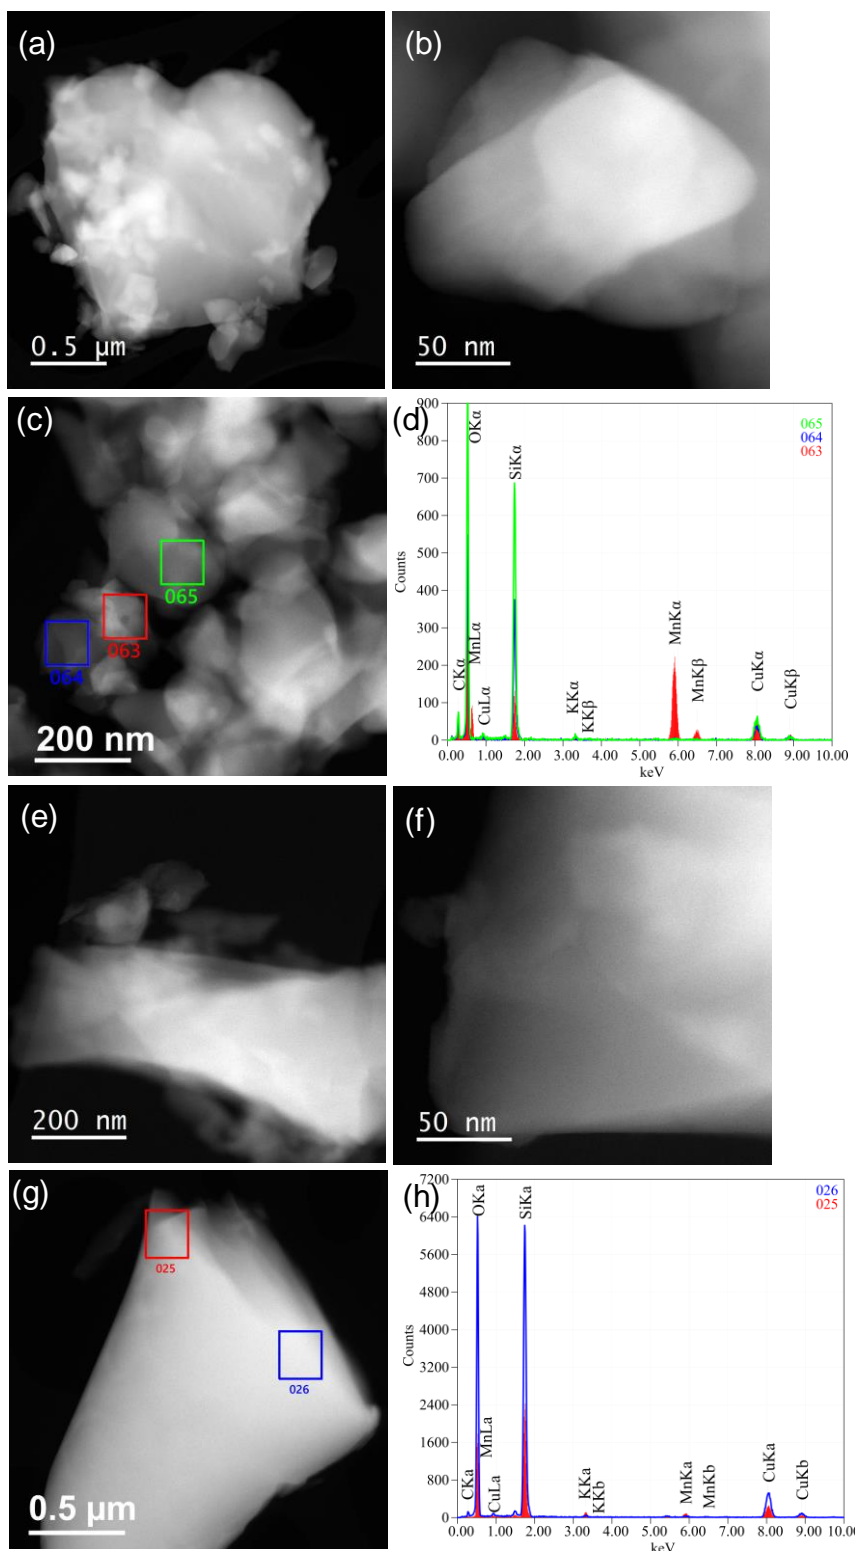 (a)
0.5 µm
(b)
50 nm
(c)
065
063
064
200 nm
(d)
900
800
700
600
500
400
300
200
100
0
Counts
CKα
OKα
MnLα
CuLα
SiKα
KKα
KKβ
MnKα
MnKβ
CuKα
CuKβ
065
064
063
0.00 1.00 2.00 3.00 4.00 5.00 6.00 7.00 8.00 9.00 10.00
keV
(e)
200 nm
(f)
50 nm
(g)
025
026
0.5 µm
(h)
7200
6400
5600
4800
4000
3200
2400
1600
800
0
Counts
CKa
OKa
MnLa
CuLa
SiKa
KKa
KKb
MnKa
MnKb
CuKa
CuKb
026
025
0.00 1.00 2.00 3.00 4.00 5.00 6.00 7.00 8.00 9.00 10.00
keV